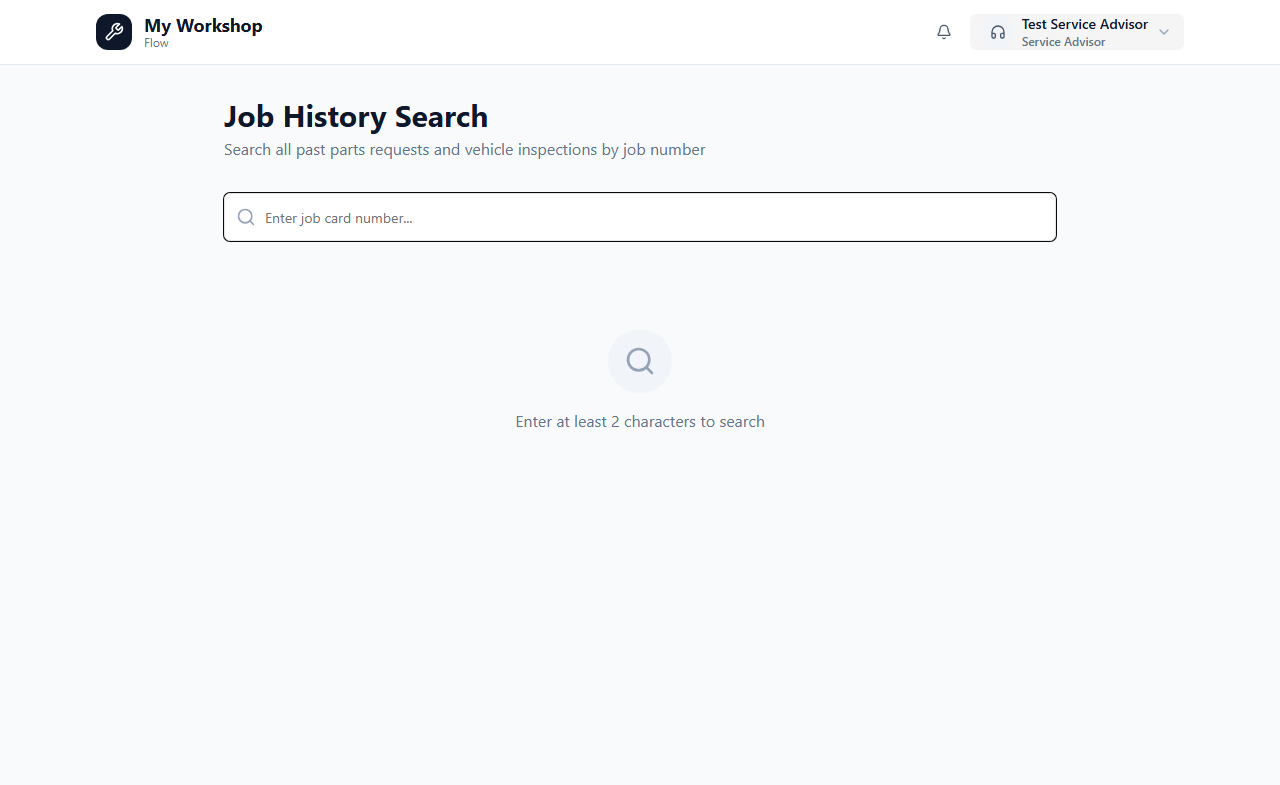 My Workshop
Flow
Test Service Advisor
Service Advisor
Job History Search
Search all past parts requests and vehicle inspections by job number
Enter job card number...
Enter at least 2 characters to search